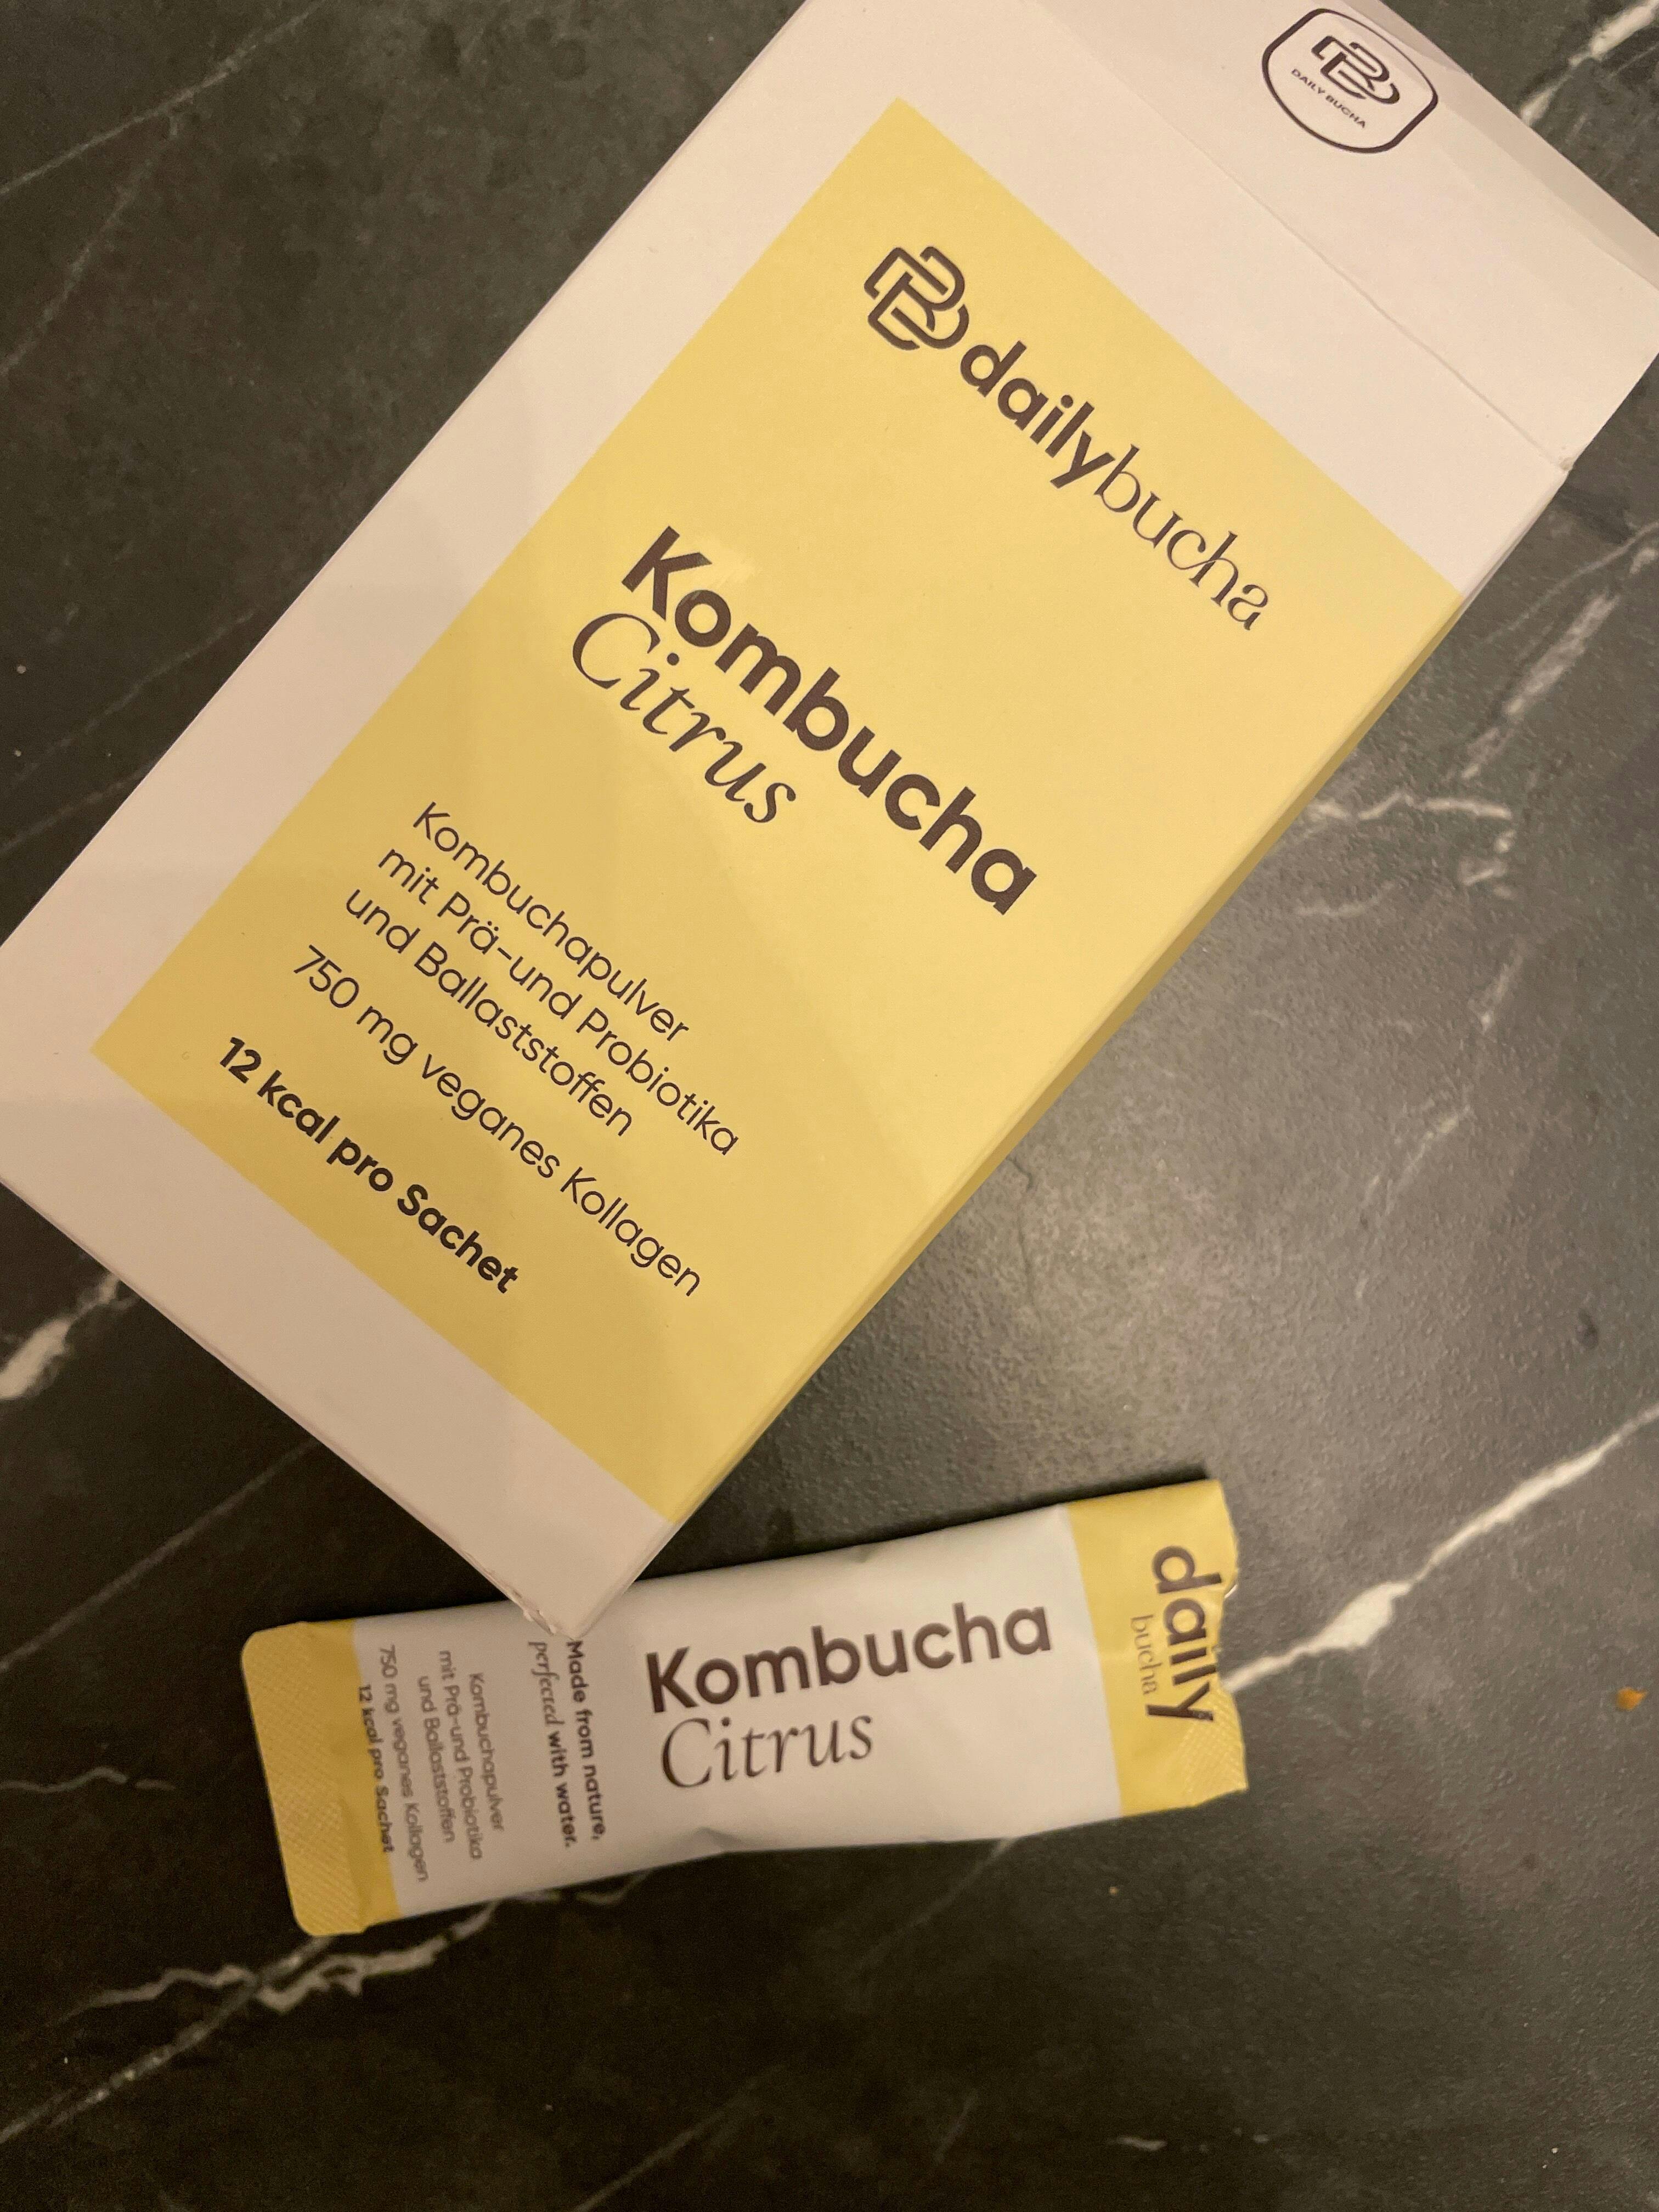 DAILY BUCHA
dailybucha
Kombucha
Citrus
Kombuchapulver
mit Prä-und Probiotika
und Ballaststoffen
750 mg veganes Kollagen
12 kcal pro Sachet
daily
bucha
Kombucha
Citrus
Made from nature,
perfected with water.
Kombuchapulver
mit Prä-und Probiotika
und Ballaststoffen
750 mg veganes Kollagen
12 kcal pro Sachet